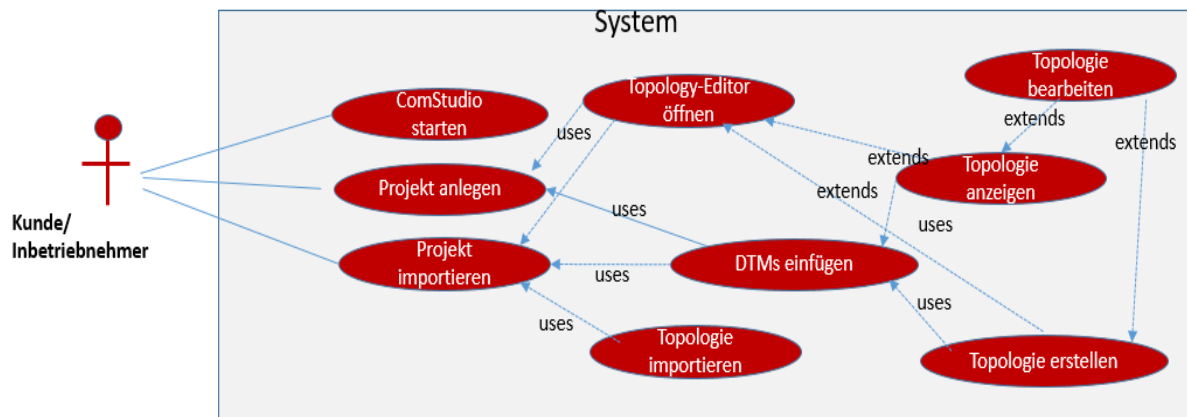 System
Topologie
bearbeiten
Topology-Editor
öffnen
ComStudio
starten
uses
extends
extends
extends
Topologie
anzeigen
Projekt anlegen
extends
uses
uses
Kunde/
Inbetriebnehmer
Projekt
importieren
uses
DTMs einfügen
uses
uses
Topologie
importieren
Topologie erstellen